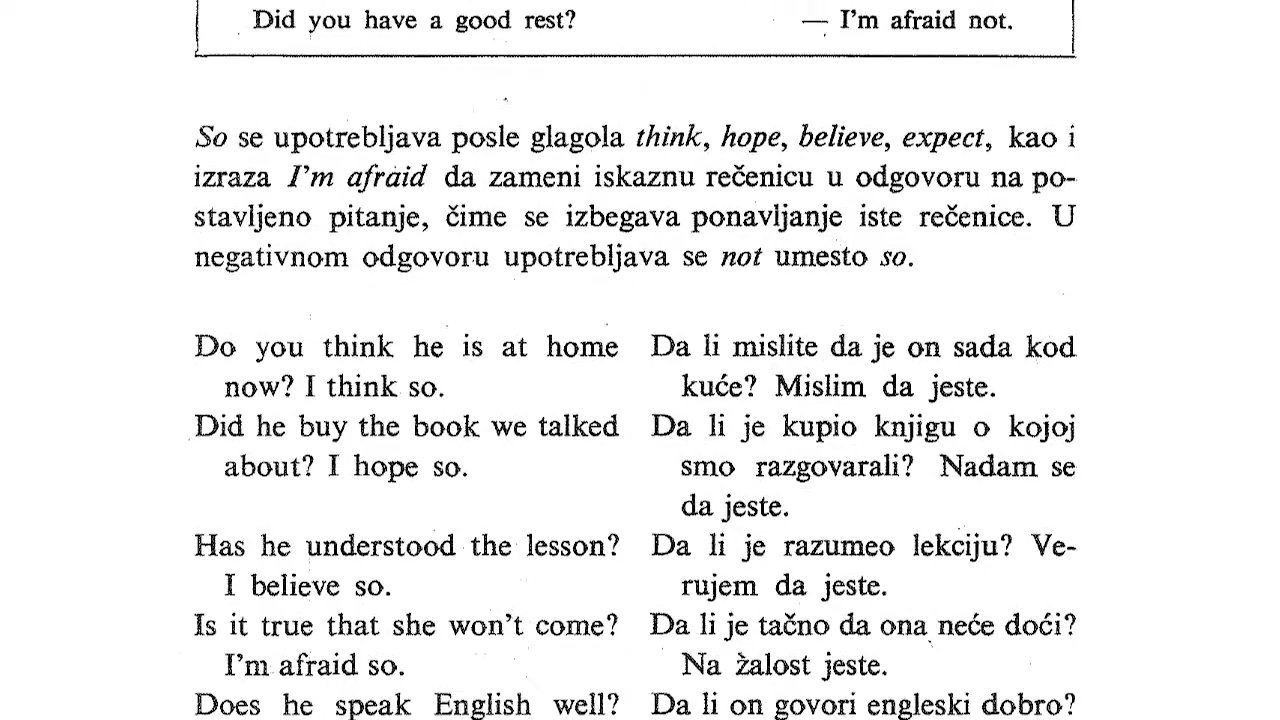 Did you have a good rest? — I'm afraid not.
So se upotrebljava posle glagola think, hope, believe, expect, kao i
izraza I'm afraid da zameni iskaznu rečenicu u odgovoru na po-
stavljeno pitanje, čime se izbegava ponavljanje iste rečenice. U
negativnom odgovoru upotrebljava se not umesto so.
Do you think he is at home
now? I think so.
Did he buy the book we talked
about? I hope so.
Has he understood the lesson?
I believe so.
Is it true that she won't come?
I'm afraid so.
Does he speak English well?
Da li mislite da je on sada kod
kuće? Mislim da jeste.
Da li je kupio knjigu o kojoj
smo razgovarali? Nadam se
da jeste.
Da li je razumeo lekciju? Ve-
rujem da jeste.
Da li je tačno da ona neće doći?
Na žalost jeste.
Da li on govori engleski dobro?